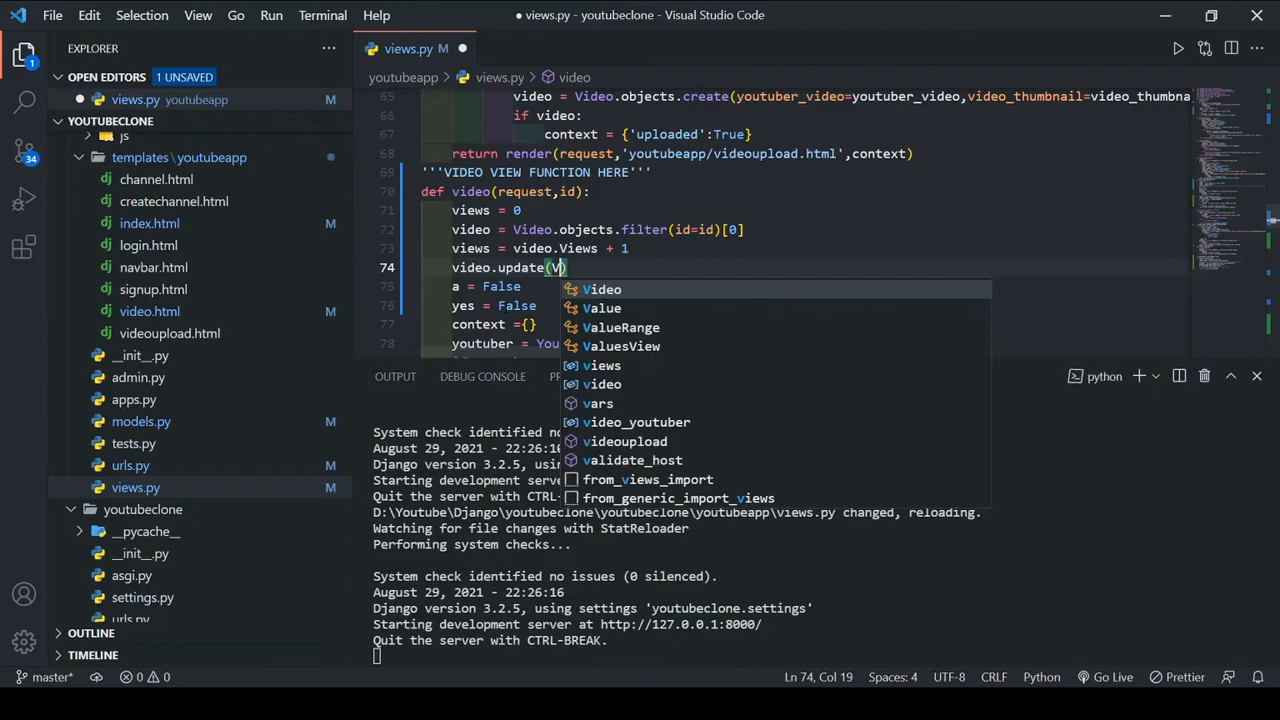 File Edit Selection View Go Run Terminal Help
● views.py - youtubeclone - Visual Studio Code
EXPLORER
OPEN EDITORS 1 UNSAVED
views.py youtubeapp M
YOUTUBECLONE
js
templates \ youtubeapp
channel.html
createchannel.html
index.html M
login.html
navbar.html
signup.html
video.html M
videoupload.html
__init__.py
admin.py
apps.py
models.py M
tests.py
urls.py M
views.py M
youtubeclone
__pycache__
__init__.py
asgi.py
settings.py
urls.py
OUTLINE
TIMELINE
1
34
views.py M
youtubeapp > views.py > video
65 video = Video.objects.create(youtuber_video=youtuber_video,video_thumbnail=video_thumbna
66 if video:
67 context = {'uploaded':True}
68 return render(request,'youtubeapp/videoupload.html',context)
69 '''VIDEO VIEW FUNCTION HERE'''
70 def video(request,id):
71 views = 0
72 video = Video.objects.filter(id=id)[0]
73 views = video.Views + 1
74 video.update(V)
75 a = False
76 yes = False
77 context ={}
youtuber = You
Video
Value
ValueRange
ValuesView
views
video
vars
video_youtuber
videoupload
validate_host
from_views_import
from_generic_import_views
OUTPUT DEBUG CONSOLE
python
System check identified no
August 29, 2021 - 22:26:16
Django version 3.2.5, using
Starting development serve
Quit the server with CTRL-
D:\Youtube\Django\youtubeclone\youtubeclone\youtubeapp\views.py changed, reloading.
Watching for file changes with StatReloader
Performing system checks...
System check identified no issues (0 silenced).
August 29, 2021 - 22:26:16
Django version 3.2.5, using settings 'youtubeclone.settings'
Starting development server at http://127.0.0.1:8000/
Quit the server with CTRL-BREAK.
master* 0 0 Ln 74, Col 19 Spaces: 4 UTF-8 CRLF Python Go Live Prettier